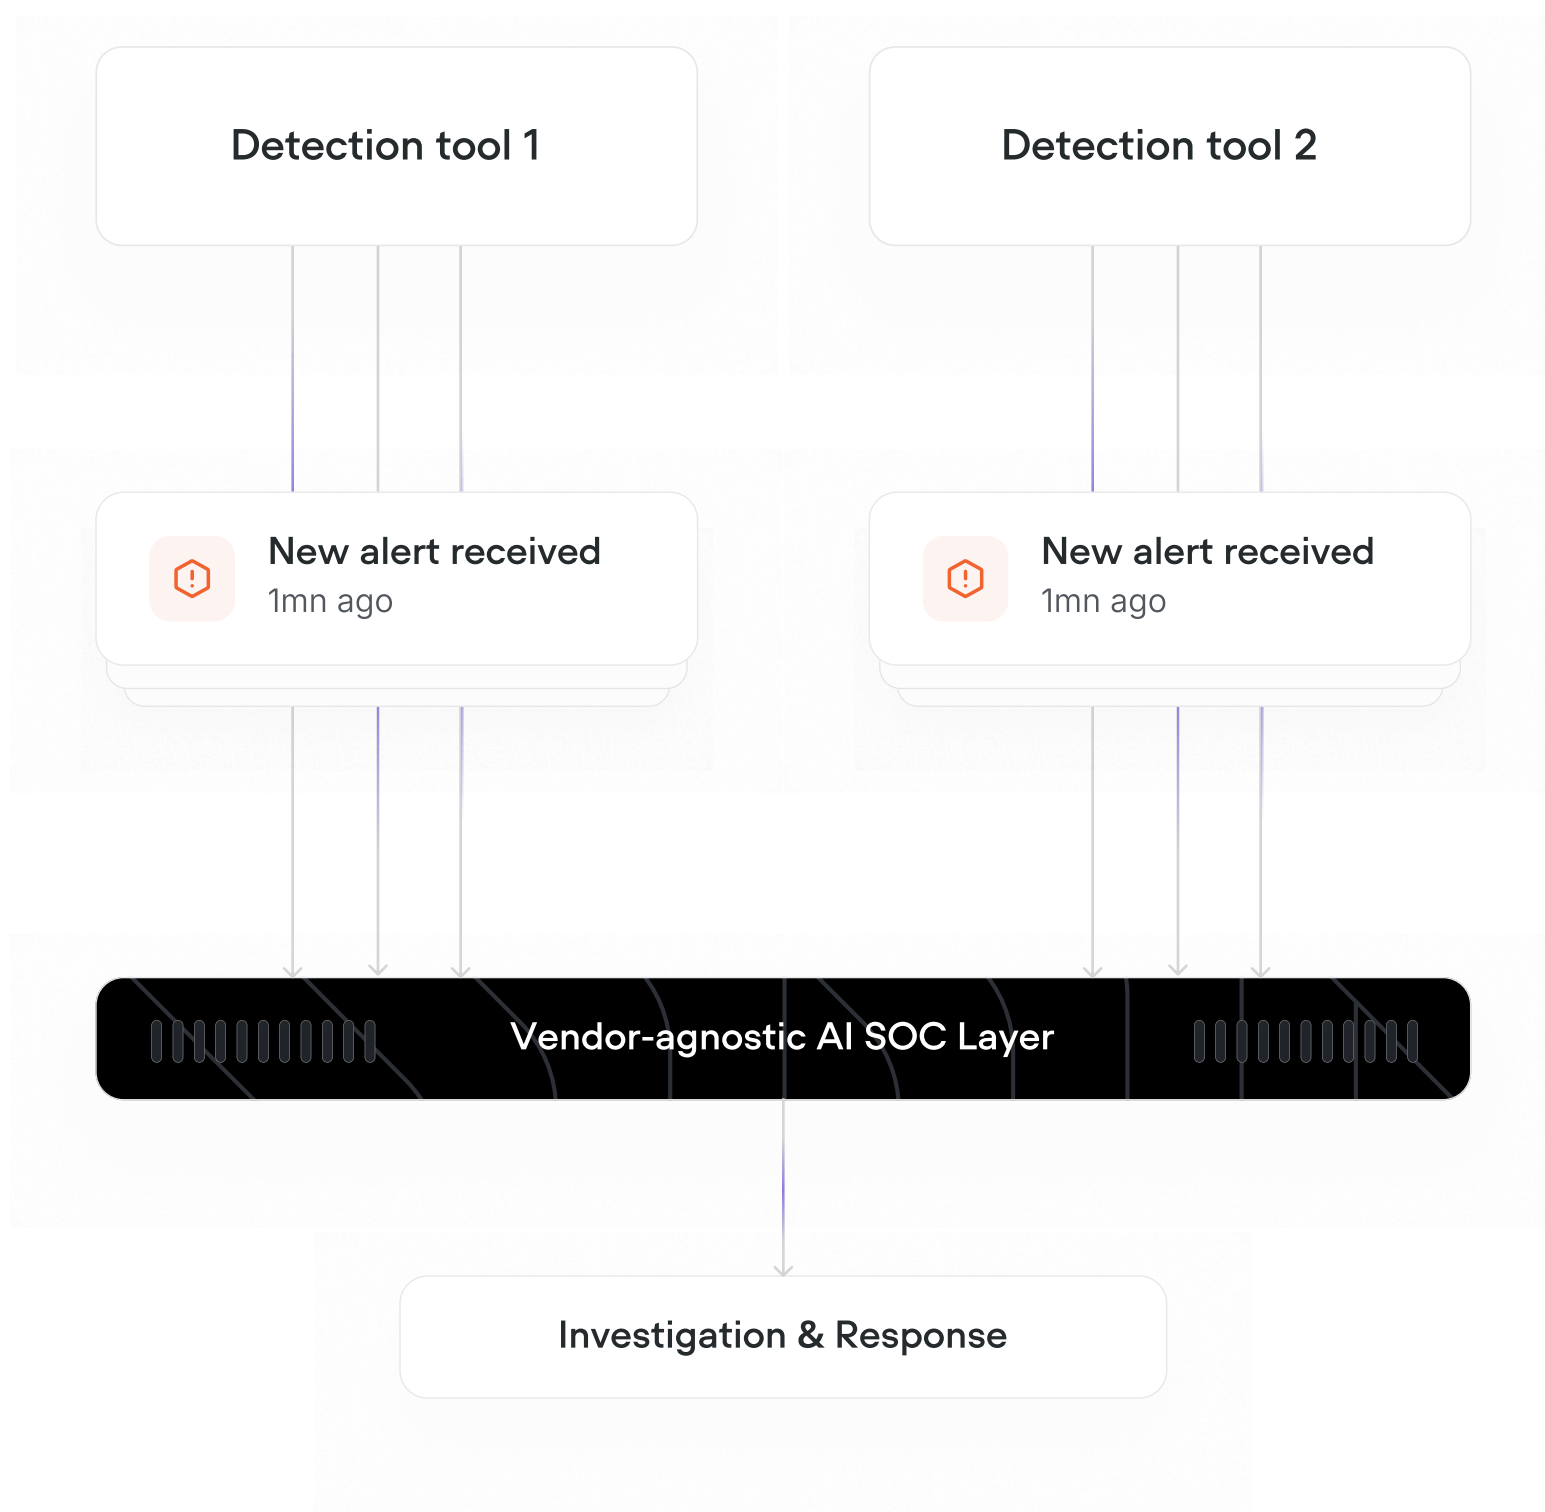 Detection tool 1
Detection tool 2
New alert received
1mn ago
New alert received
1mn ago
Vendor-agnostic AI SOC Layer
Investigation & Response